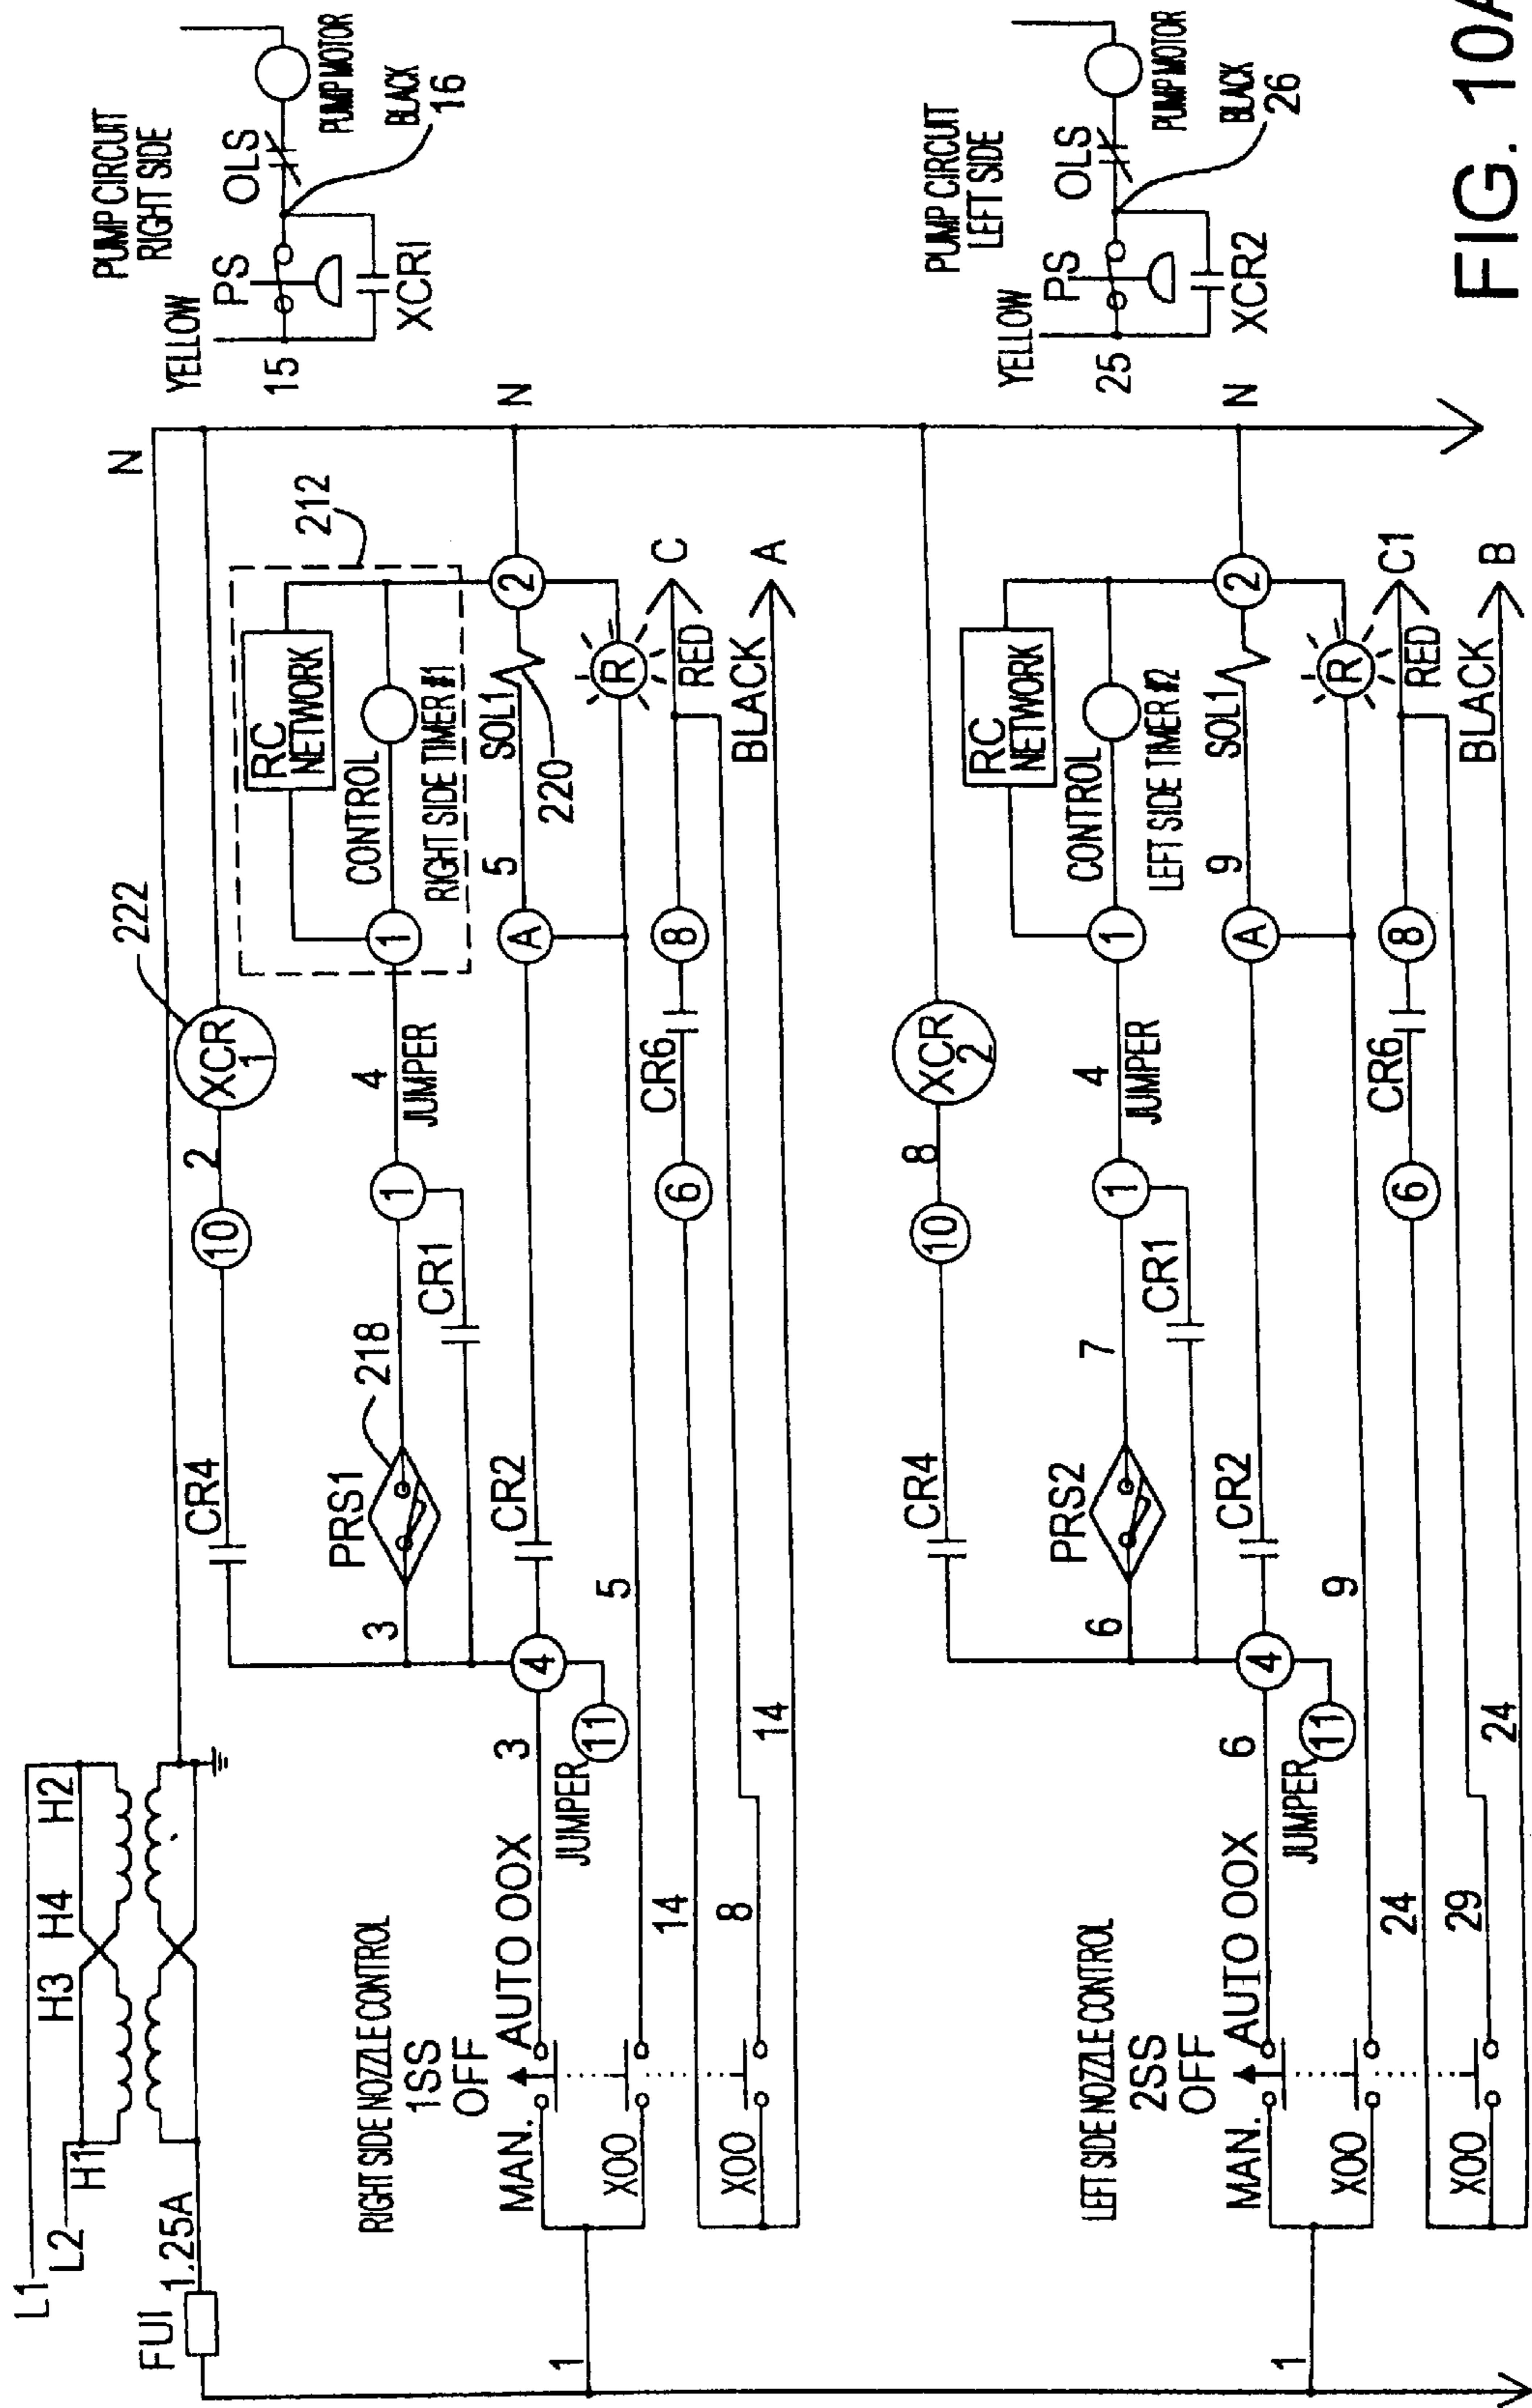 L1
L2
H1
H3
H4
H2
FU1
1.25A
N
CR4
10
2
XCR
1
222
212
RC
NETWORK
CONTROL
RIGHT SIDE TIMER #1
PRS1
218
3
1
4
JUMPER
1
CR1
RIGHT SIDE NOZZLE CONTROL
1SS
OFF
MAN.
AUTO OOX
3
4
CR2
A
5
SOL1
220
2
N
JUMPER
11
XOO
5
R
RED
14
6
CR6
8
C
XOO
8
14
BLACK
A
1
PUMP CIRCUIT
RIGHT SIDE
YELLOW
PS
OLS
15
XCR1
PUMP MOTOR
BLACK
16
CR4
10
8
XCR
2
RC
NETWORK
CONTROL
LEFT SIDE TIMER #2
PRS2
6
7
1
4
JUMPER
1
CR1
LEFT SIDE NOZZLE CONTROL
2SS
OFF
MAN.
AUTO OOX
6
4
CR2
A
9
SOL1
2
N
JUMPER
11
XOO
9
R
RED
24
6
CR6
8
C1
XOO
29
24
BLACK
B
1
PUMP CIRCUIT
LEFT SIDE
YELLOW
PS
OLS
25
XCR2
PUMP MOTOR
BLACK
26
FIG. 10A